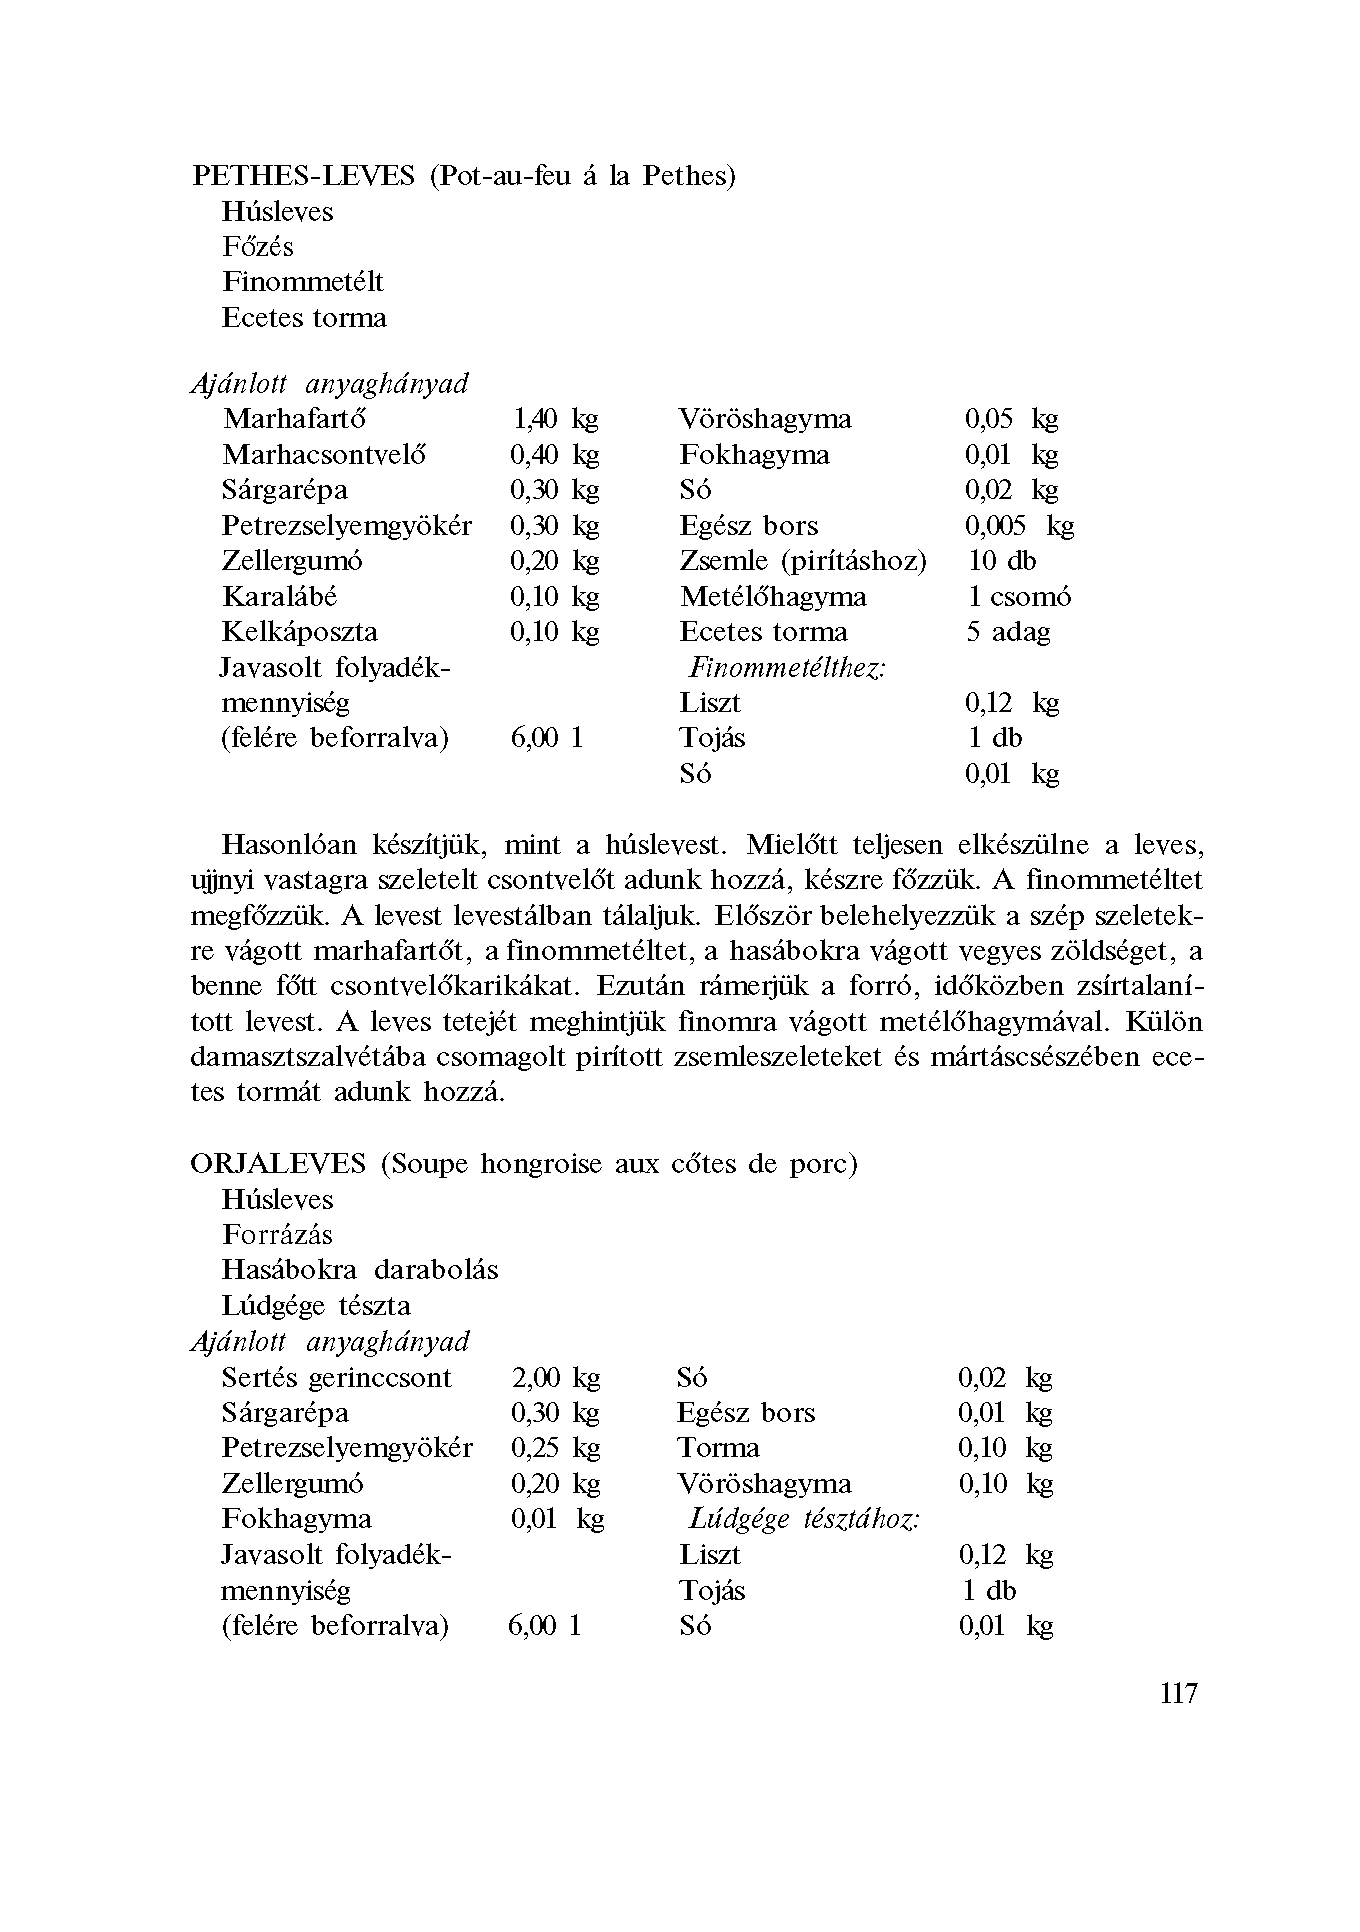 PETHES-LEVES (Pot-au-feu á la Pethes)
Húsleves
Főzés
Finommetélt
Ecetes torma
Ajánlott anyaghányad
Marhafartő 1,40 kg Vöröshagyma 0,05 kg
Marhacsontvelő 0,40 kg Fokhagyma 0,01 kg
Sárgarépa 0,30 kg Só 0,02 kg
Petrezselyemgyökér 0,30 kg Egész bors 0,005 kg
Zellergumó 0,20 kg Zsemle (pirításhoz) 10 db
Karalábé 0,10 kg Metélőhagyma 1 csomó
Kelkáposzta 0,10 kg Ecetes torma 5 adag
Javasolt folyadék- Finommetélthez:
mennyiség Liszt 0,12 kg
(felére beforralva) 6,00 l Tojás 1 db
Só 0,01 kg
Hasonlóan készítjük, mint a húslevest. Mielőtt teljesen elkészülne a leves,
ujjnyi vastagra szeletelt csontvelőt adunk hozzá, készre főzzük. A finommetéltet
megfőzzük. A levest levestálban tálaljuk. Először belehelyezzük a szép szeletek-
re vágott marhafartőt, a finommetéltet, a hasábokra vágott vegyes zöldséget, a
benne főtt csontvelőkarikákat. Ezután rámerjük a forró, időközben zsírtalaní-
tott levest. A leves tetejét meghintjük finomra vágott metélőhagymával. Külön
damasztszalvétába csomagolt pirított zsemleszeleteket és mártáscsészében ece-
tes tormát adunk hozzá.
ORJALEVES (Soupe hongroise aux cőtes de porc)
Húsleves
Forrázás
Hasábokra darabolás
Lúdgége tészta
Ajánlott anyaghányad
Sertés gerinccsont 2,00 kg Só 0,02 kg
Sárgarépa 0,30 kg Egész bors 0,01 kg
Petrezselyemgyökér 0,25 kg Torma 0,10 kg
Zellergumó 0,20 kg Vöröshagyma 0,10 kg
Fokhagyma 0,01 kg Lúdgége tésztához:
Javasolt folyadék- Liszt 0,12 kg
mennyiség Tojás 1 db
(felére beforralva) 6,00 l Só 0,01 kg
117